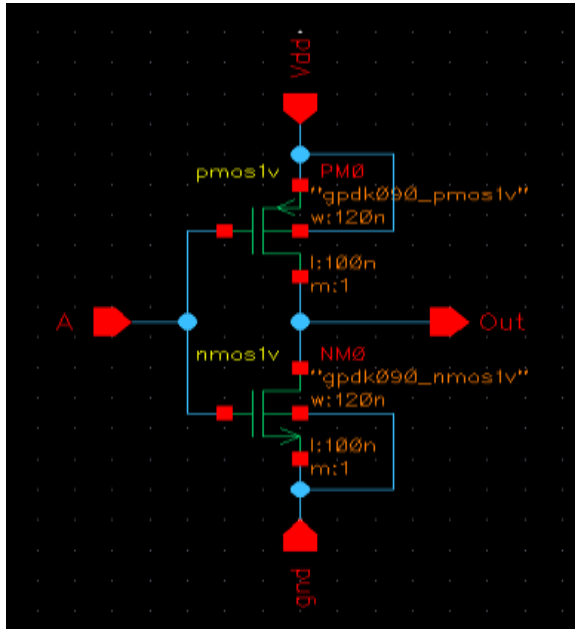 Vdd
pmos1v
PM0
"gpdk090_pmos1v"
w:120n
l:100n
m:1
A
Out
nmos1v
NM0
"gpdk090_nmos1v"
w:120n
l:100n
m:1
gnd